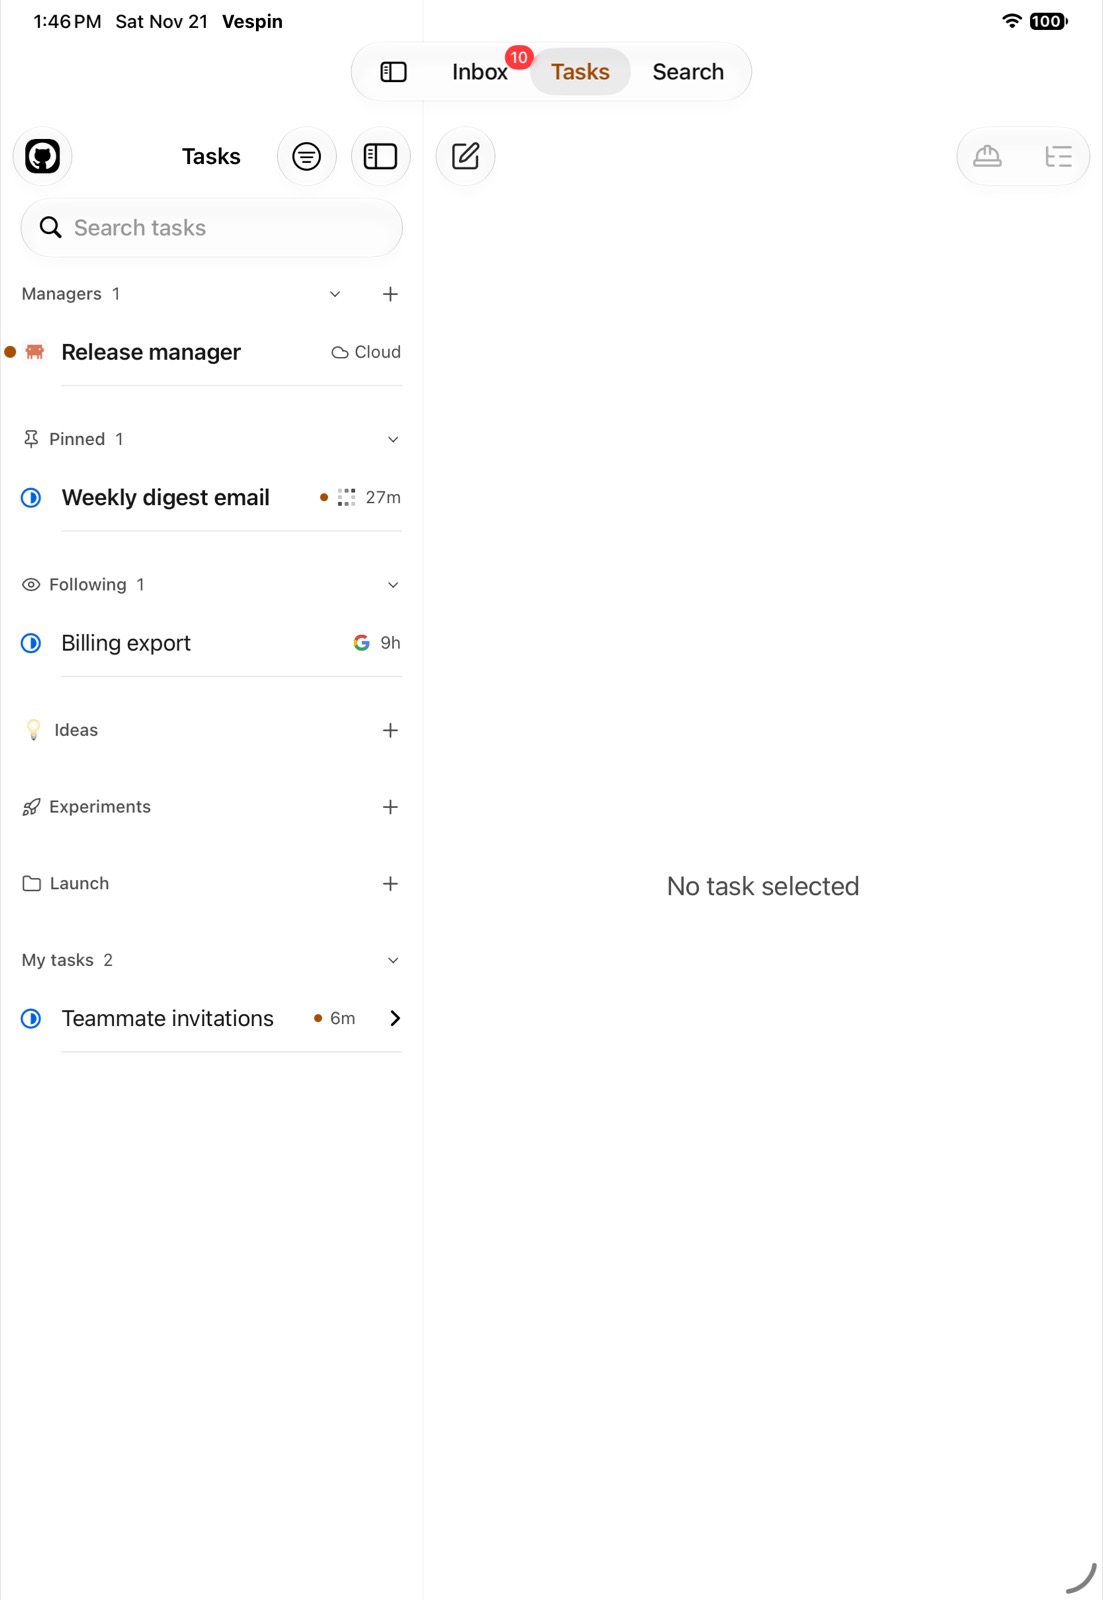 1:46 PM Sat Nov 21 Vespin
100
Inbox 10 Tasks Search
Tasks
Search tasks
Managers 1
Release manager Cloud
Pinned 1
Weekly digest email 27m
Following 1
Billing export 9h
Ideas
Experiments
Launch
No task selected
My tasks 2
Teammate invitations 6m